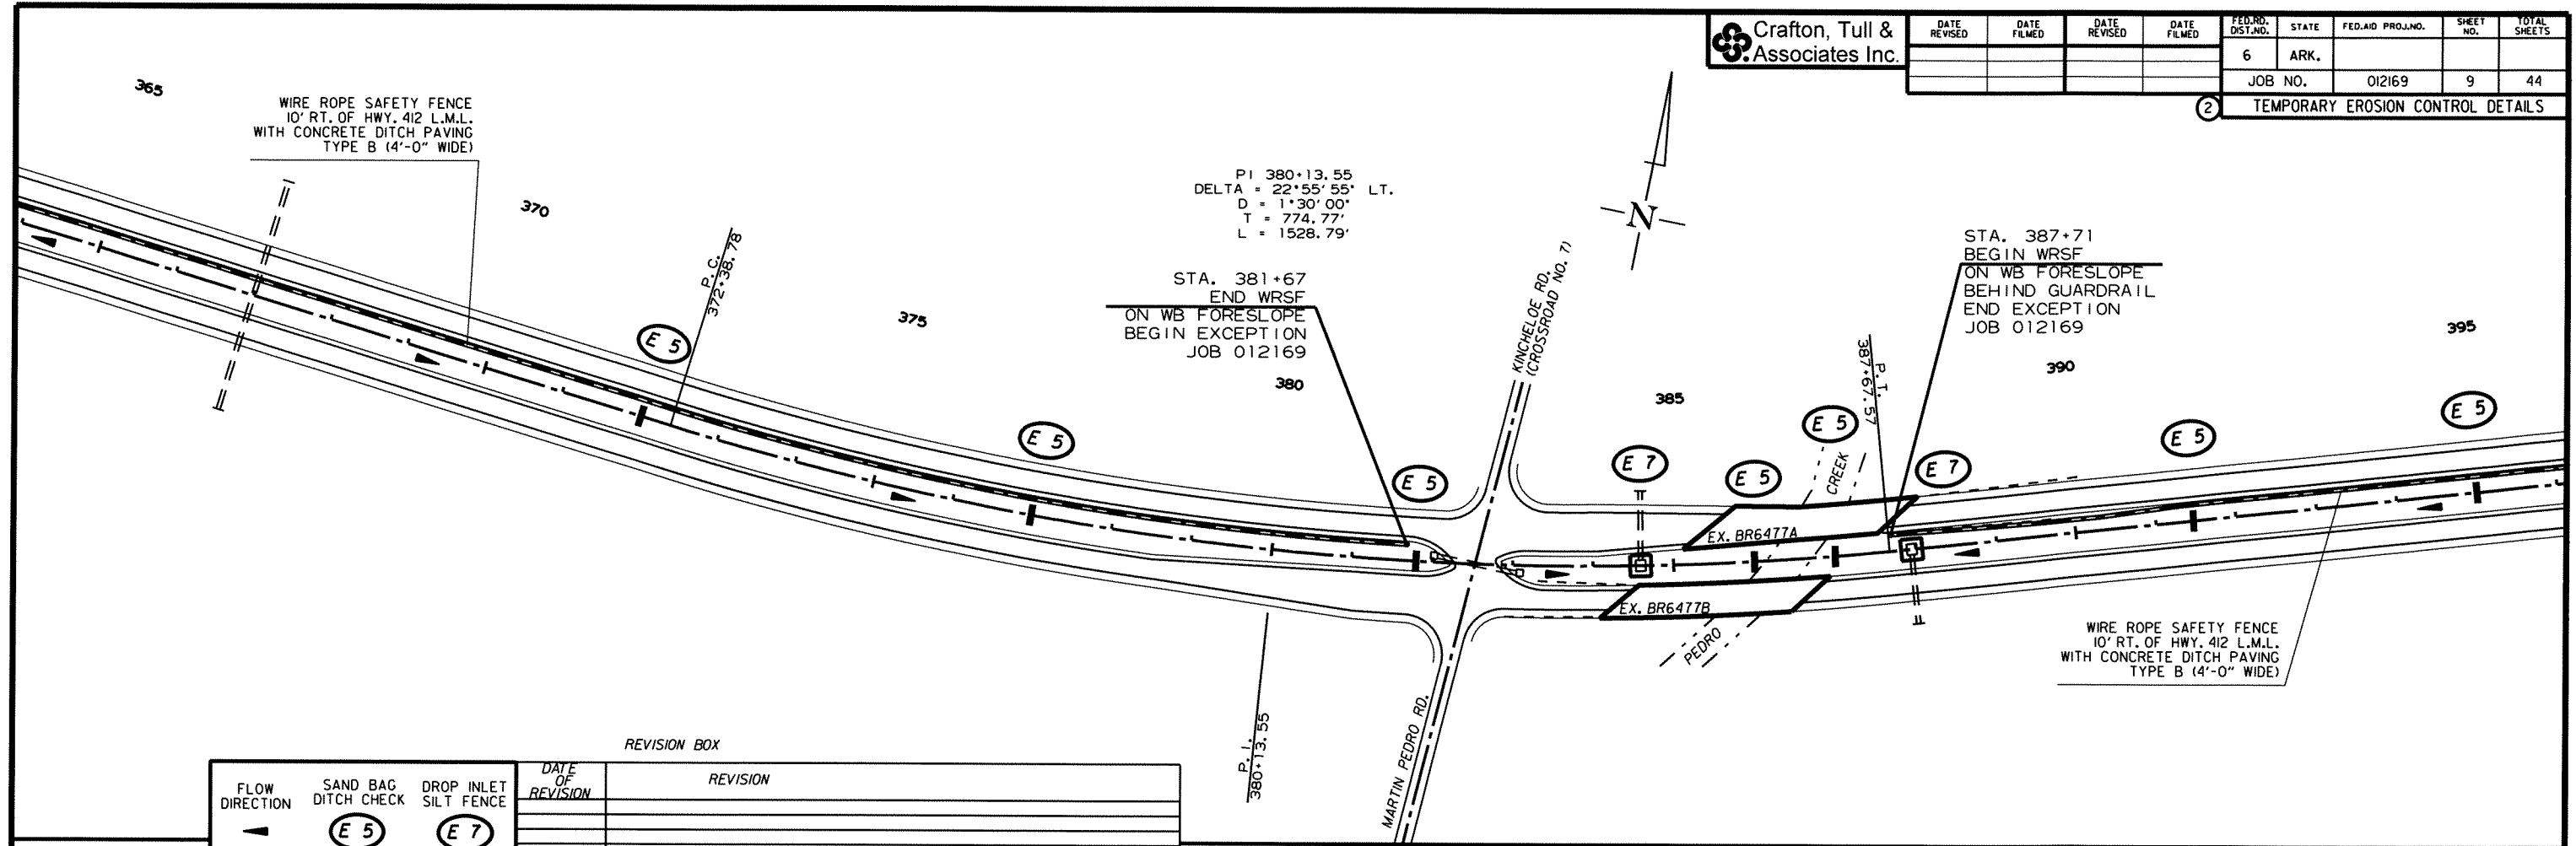 Crafton, Tull &
Associates Inc.
DATE REVISED
DATE FILMED
DATE REVISED
DATE FILMED
FED.RD. DIST.NO.
STATE
FED.AID PROJ.NO.
SHEET NO.
TOTAL SHEETS
6
ARK.
JOB NO.
012169
9
44
2
TEMPORARY EROSION CONTROL DETAILS
365
WIRE ROPE SAFETY FENCE
10' RT. OF HWY. 412 L.M.L.
WITH CONCRETE DITCH PAVING
TYPE B (4'-0" WIDE)
370
P.C.
372+38.78
PI 380+13.55
DELTA = 22°55'55" LT.
D = 1°30'00"
T = 774.77'
L = 1528.79'
N
E 5
375
E 5
STA. 381+67
END WRSF
ON WB FORESLOPE
BEGIN EXCEPTION
JOB 012169
380
E 5
KINCHELOE RD.
(CROSSROAD NO. 7)
385
E 7
E 5
E 5
CREEK
P.T.
387+67.57
STA. 387+71
BEGIN WRSF
ON WB FORESLOPE
BEHIND GUARDRAIL
END EXCEPTION
JOB 012169
390
395
E 7
E 5
E 5
EX. BR6477A
EX. BR6477B
PEDRO
WIRE ROPE SAFETY FENCE
10' RT. OF HWY. 412 L.M.L.
WITH CONCRETE DITCH PAVING
TYPE B (4'-0" WIDE)
P.I.
380+13.55
MARTIN PEDRO RD.
REVISION BOX
FLOW DIRECTION
SAND BAG DITCH CHECK
E 5
DROP INLET SILT FENCE
E 7
DATE OF REVISION
REVISION